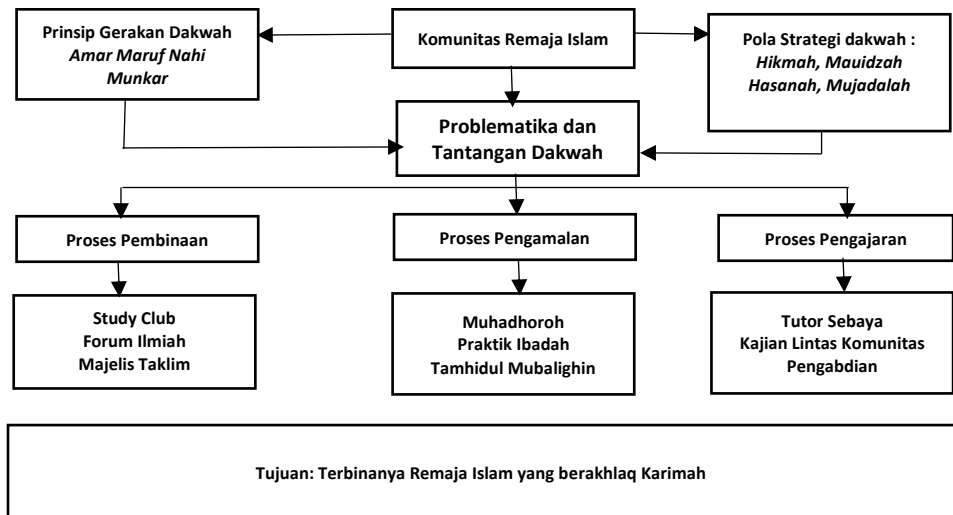 Prinsip Gerakan Dakwah
Amar Maruf Nahi
Munkar
Komunitas Remaja Islam
Pola Strategi dakwah :
Hikmah, Mauidzah
Hasanah, Mujadalah
Problematika dan
Tantangan Dakwah
Proses Pembinaan
Proses Pengamalan
Proses Pengajaran
Study Club
Forum Ilmiah
Majelis Taklim
Muhadhoroh
Praktik Ibadah
Tamhidul Mubalighin
Tutor Sebaya
Kajian Lintas Komunitas
Pengabdian
Tujuan: Terbinanya Remaja Islam yang berakhlaq Karimah